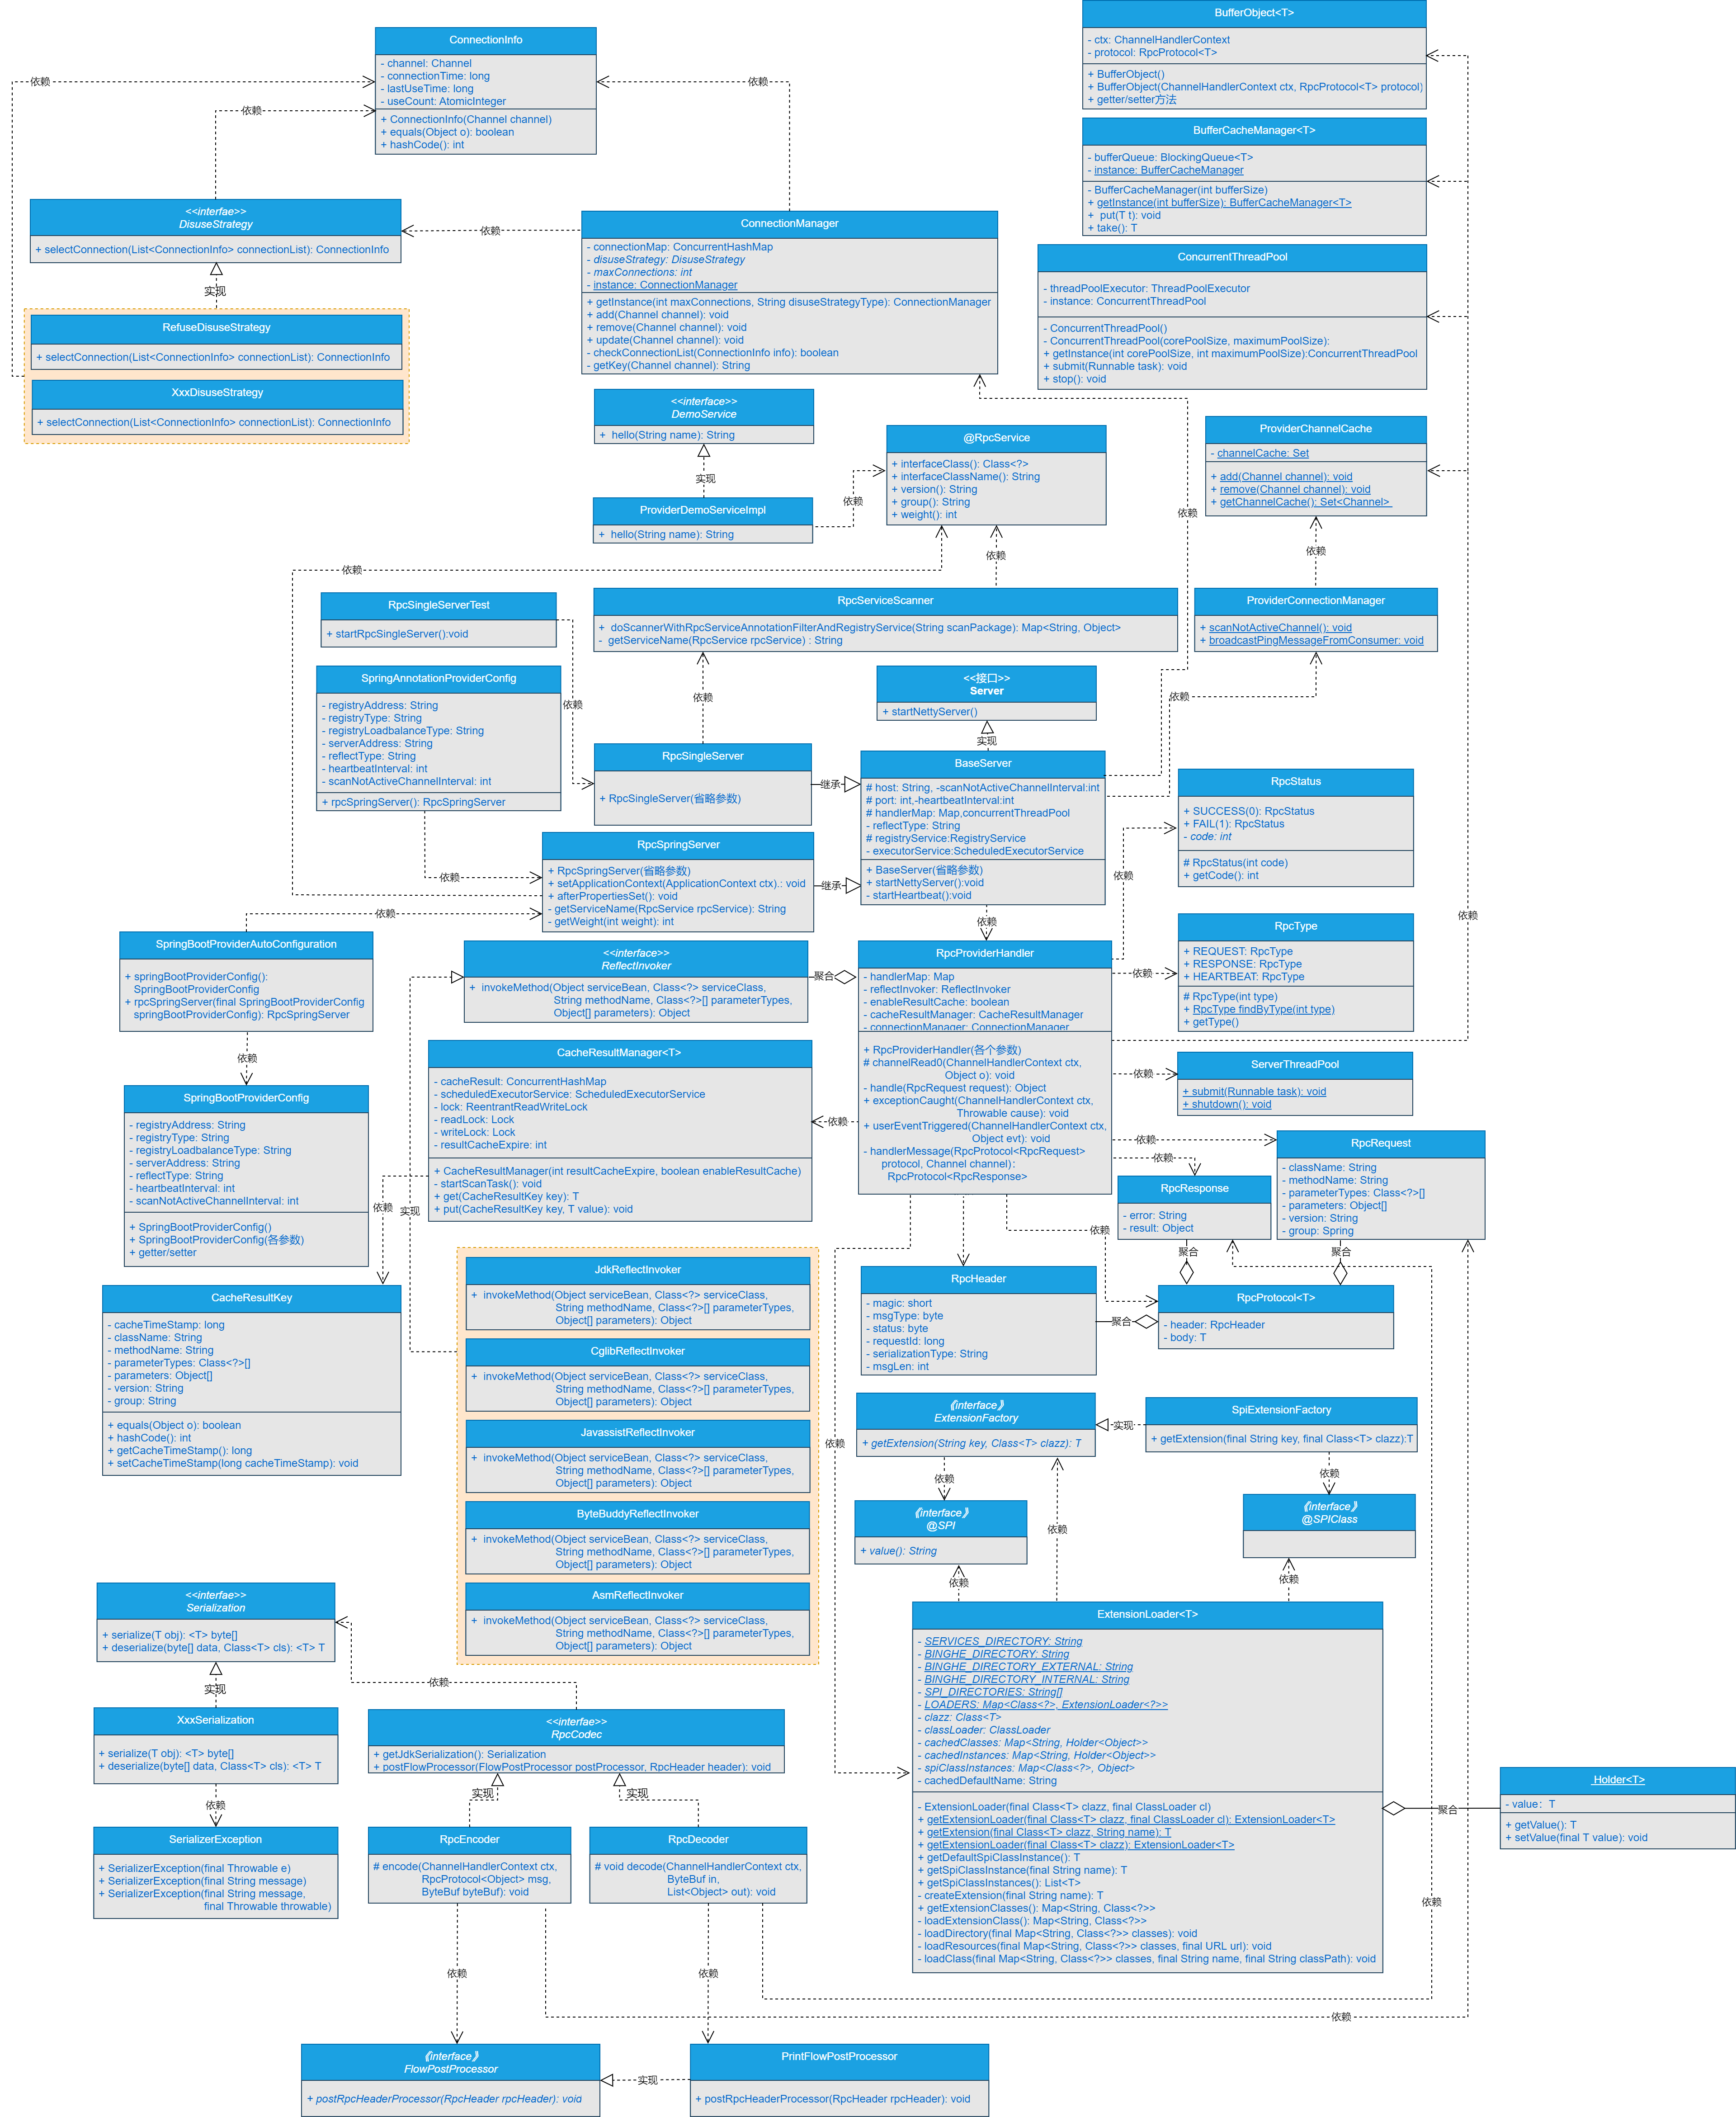 BufferObject<T>
- ctx: ChannelHandlerContext
- protocol: RpcProtocol<T>
+ BufferObject()
+ BufferObject(ChannelHandlerContext ctx, RpcProtocol<T> protocol)
+ getter/setter方法
ConnectionInfo
- channel: Channel
- connectionTime: long
- lastUseTime: long
- useCount: AtomicInteger
+ ConnectionInfo(Channel channel)
+ equals(Object o): boolean
+ hashCode(): int
依赖
依赖
依赖
BufferCacheManager<T>
- bufferQueue: BlockingQueue<T>
- instance: BufferCacheManager
- BufferCacheManager(int bufferSize)
+ getInstance(int bufferSize): BufferCacheManager<T>
+  put(T t): void
+ take(): T
<<interfae>>
DisuseStrategy
+ selectConnection(List<ConnectionInfo> connectionList): ConnectionInfo
依赖
实现
RefuseDisuseStrategy
+ selectConnection(List<ConnectionInfo> connectionList): ConnectionInfo
XxxDisuseStrategy
+ selectConnection(List<ConnectionInfo> connectionList): ConnectionInfo
ConnectionManager
- connectionMap: ConcurrentHashMap
- disuseStrategy: DisuseStrategy
- maxConnections: int
- instance: ConnectionManager
+ getInstance(int maxConnections, String disuseStrategyType): ConnectionManager
+ add(Channel channel): void
+ remove(Channel channel): void
+ update(Channel channel): void
- checkConnectionList(ConnectionInfo info): boolean
- getKey(Channel channel): String
ConcurrentThreadPool
- threadPoolExecutor: ThreadPoolExecutor
- instance: ConcurrentThreadPool
- ConcurrentThreadPool()
- ConcurrentThreadPool(corePoolSize, maximumPoolSize):
+ getInstance(int corePoolSize, int maximumPoolSize):ConcurrentThreadPool
+ submit(Runnable task): void
+ stop(): void
<<interface>>
DemoService
+  hello(String name): String
实现
ProviderDemoServiceImpl
+  hello(String name): String
依赖
@RpcService
+ interfaceClass(): Class<?>
+ interfaceClassName(): String
+ version(): String
+ group(): String
+ weight(): int
依赖
ProviderChannelCache
- channelCache: Set
+ add(Channel channel): void
+ remove(Channel channel): void
+ getChannelCache(): Set<Channel>
依赖
依赖
依赖
RpcSingleServerTest
+ startRpcSingleServer():void
RpcServiceScanner
+  doScannerWithRpcServiceAnnotationFilterAndRegistryService(String scanPackage): Map<String, Object>
-  getServiceName(RpcService rpcService) : String
ProviderConnectionManager
+ scanNotActiveChannel(): void
+ broadcastPingMessageFromConsumer: void
SpringAnnotationProviderConfig
- registryAddress: String
- registryType: String
- registryLoadbalanceType: String
- serverAddress: String
- reflectType: String
- heartbeatInterval: int
- scanNotActiveChannelInterval: int
+ rpcSpringServer(): RpcSpringServer
依赖
依赖
<<接口>>
Server
+ startNettyServer()
依赖
实现
RpcSingleServer
+ RpcSingleServer(省略参数)
继承
BaseServer
# host: String, -scanNotActiveChannelInterval:int
# port: int,-heartbeatInterval:int
# handlerMap: Map,concurrentThreadPool
- reflectType: String
# registryService:RegistryService
- executorService:ScheduledExecutorService
+ BaseServer(省略参数)
+ startNettyServer():void
- startHeartbeat():void
RpcStatus
+ SUCCESS(0): RpcStatus
+ FAIL(1): RpcStatus
- code: int
# RpcStatus(int code)
+ getCode(): int
RpcSpringServer
+ RpcSpringServer(省略参数)
+ setApplicationContext(ApplicationContext ctx).: void
+ afterPropertiesSet(): void
- getServiceName(RpcService rpcService): String
- getWeight(int weight): int
继承
依赖
依赖
依赖
依赖
依赖
SpringBootProviderAutoConfiguration
+ springBootProviderConfig():
SpringBootProviderConfig
+ rpcSpringServer(final SpringBootProviderConfig
springBootProviderConfig): RpcSpringServer
依赖
<<interface>>
ReflectInvoker
+  invokeMethod(Object serviceBean, Class<?> serviceClass,
String methodName, Class<?>[] parameterTypes,
Object[] parameters): Object
聚合
RpcProviderHandler
- handlerMap: Map
- reflectInvoker: ReflectInvoker
- enableResultCache: boolean
- cacheResultManager: CacheResultManager
- connectionManager: ConnectionManager
+ RpcProviderHandler(各个参数)
# channelRead0(ChannelHandlerContext ctx,
Object o): void
- handle(RpcRequest request): Object
+ exceptionCaught(ChannelHandlerContext ctx,
Throwable cause): void
+ userEventTriggered(ChannelHandlerContext ctx,
Object evt): void
- handlerMessage(RpcProtocol<RpcRequest>
protocol, Channel channel)：
RpcProtocol<RpcResponse>
依赖
RpcType
+ REQUEST: RpcType
+ RESPONSE: RpcType
+ HEARTBEAT: RpcType
# RpcType(int type)
+ RpcType findByType(int type)
+ getType()
CacheResultManager<T>
- cacheResult: ConcurrentHashMap
- scheduledExecutorService: ScheduledExecutorService
- lock: ReentrantReadWriteLock
- readLock: Lock
- writeLock: Lock
- resultCacheExpire: int
+ CacheResultManager(int resultCacheExpire, boolean enableResultCache)
- startScanTask(): void
+ get(CacheResultKey key): T
+ put(CacheResultKey key, T value): void
依赖
依赖
ServerThreadPool
+ submit(Runnable task): void
+ shutdown(): void
SpringBootProviderConfig
- registryAddress: String
- registryType: String
- registryLoadbalanceType: String
- serverAddress: String
- reflectType: String
- heartbeatInterval: int
- scanNotActiveChannelIInterval: int
+ SpringBootProviderConfig()
+ SpringBootProviderConfig(各参数)
+ getter/setter
依赖
实现
依赖
依赖
RpcRequest
- className: String
- methodName: String
- parameterTypes: Class<?>[]
- parameters: Object[]
- version: String
- group: Spring
RpcResponse
- error: String
- result: Object
依赖
聚合
聚合
CacheResultKey
- cacheTimeStamp: long
- className: String
- methodName: String
- parameterTypes: Class<?>[]
- parameters: Object[]
- version: String
- group: String
+ equals(Object o): boolean
+ hashCode(): int
+ getCacheTimeStamp(): long
+ setCacheTimeStamp(long cacheTimeStamp): void
JdkReflectInvoker
+  invokeMethod(Object serviceBean, Class<?> serviceClass,
String methodName, Class<?>[] parameterTypes,
Object[] parameters): Object
CglibReflectInvoker
+  invokeMethod(Object serviceBean, Class<?> serviceClass,
String methodName, Class<?>[] parameterTypes,
Object[] parameters): Object
JavassistReflectInvoker
+  invokeMethod(Object serviceBean, Class<?> serviceClass,
String methodName, Class<?>[] parameterTypes,
Object[] parameters): Object
ByteBuddyReflectInvoker
+  invokeMethod(Object serviceBean, Class<?> serviceClass,
String methodName, Class<?>[] parameterTypes,
Object[] parameters): Object
AsmReflectInvoker
+  invokeMethod(Object serviceBean, Class<?> serviceClass,
String methodName, Class<?>[] parameterTypes,
Object[] parameters): Object
RpcHeader
- magic: short
- msgType: byte
- status: byte
- requestId: long
- serializationType: String
- msgLen: int
聚合
RpcProtocol<T>
- header: RpcHeader
- body: T
依赖
《interface》
ExtensionFactory
+ getExtension(String key, Class<T> clazz): T
实现
SpiExtensionFactory
+ getExtension(final String key, final Class<T> clazz):T
依赖
依赖
《interface》
@SPI
+ value(): String
依赖
《interface》
@SPIClass
依赖
依赖
ExtensionLoader<T>
- SERVICES_DIRECTORY: String
- BINGHE_DIRECTORY: String
- BINGHE_DIRECTORY_EXTERNAL: String
- BINGHE_DIRECTORY_INTERNAL: String
- SPI_DIRECTORIES: String[]
- LOADERS: Map<Class<?>, ExtensionLoader<?>>
- clazz: Class<T>
- classLoader: ClassLoader
- cachedClasses: Map<String, Holder<Object>>
- cachedInstances: Map<String, Holder<Object>>
- spiClassInstances: Map<Class<?>, Object>
- cachedDefaultName: String
- ExtensionLoader(final Class<T> clazz, final ClassLoader cl)
+ getExtensionLoader(final Class<T> clazz, final ClassLoader cl): ExtensionLoader<T>
+ getExtension(final Class<T> clazz, String name): T
+ getExtensionLoader(final Class<T> clazz): ExtensionLoader<T>
+ getDefaultSpiClassInstance(): T
+ getSpiClassInstance(final String name): T
+ getSpiClassInstances(): List<T>
- createExtension(final String name): T
+ getExtensionClasses(): Map<String, Class<?>>
- loadExtensionClass(): Map<String, Class<?>>
- loadDirectory(final Map<String, Class<?>> classes): void
- loadResources(final Map<String, Class<?>> classes, final URL url): void
- loadClass(final Map<String, Class<?>> classes, final String name, final String classPath): void
聚合
Holder<T>
- value：T
+ getValue(): T
+ setValue(final T value): void
<<interfae>>
Serialization
+ serialize(T obj): <T> byte[]
+ deserialize(byte[] data, Class<T> cls): <T> T
实现
依赖
XxxSerialization
+ serialize(T obj): <T> byte[]
+ deserialize(byte[] data, Class<T> cls): <T> T
依赖
SerializerException
+ SerializerException(final Throwable e)
+ SerializerException(final String message)
+ SerializerException(final String message,
final Throwable throwable)
<<interfae>>
RpcCodec
+ getJdkSerialization(): Serialization
+ postFlowProcessor(FlowPostProcessor postProcessor, RpcHeader header): void
实现
实现
RpcEncoder
# encode(ChannelHandlerContext ctx,
RpcProtocol<Object> msg,
ByteBuf byteBuf): void
RpcDecoder
# void decode(ChannelHandlerContext ctx,
ByteBuf in,
List<Object> out): void
依赖
依赖
依赖
依赖
《interface》
FlowPostProcessor
+ postRpcHeaderProcessor(RpcHeader rpcHeader): void
实现
PrintFlowPostProcessor
+ postRpcHeaderProcessor(RpcHeader rpcHeader): void